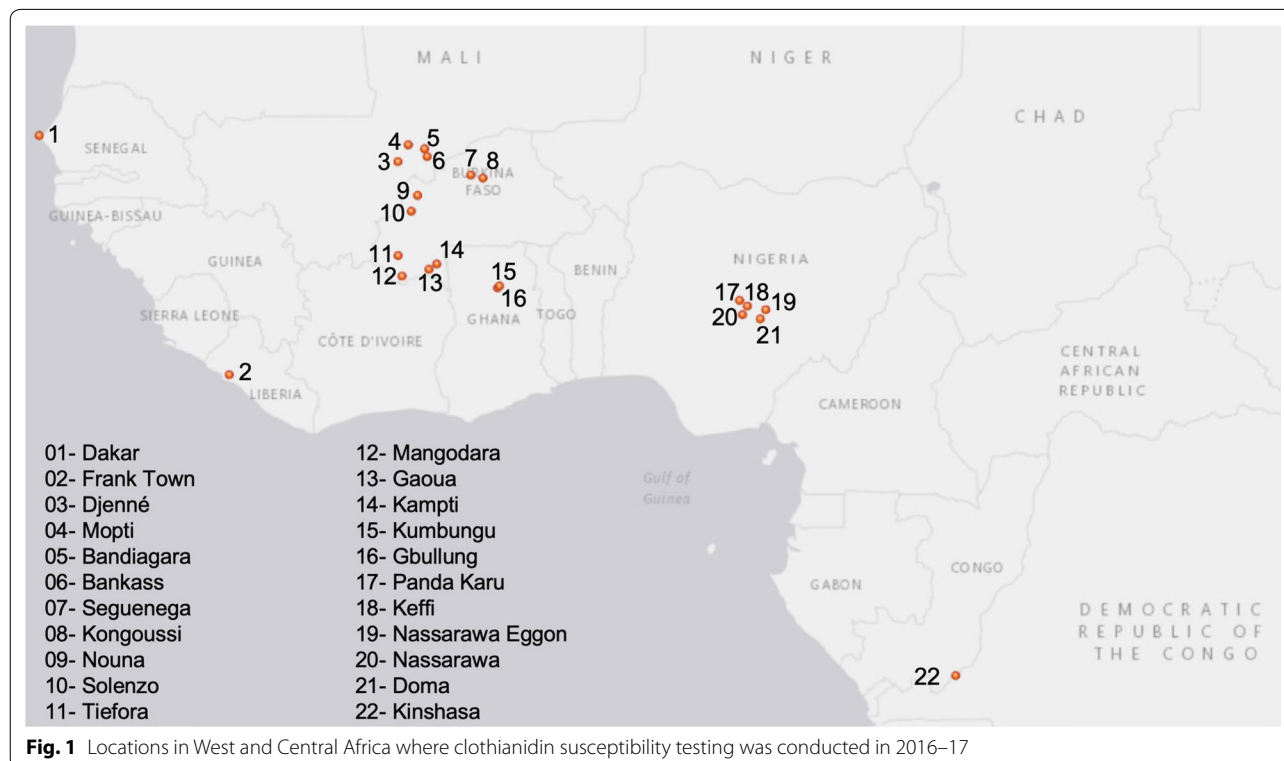 MALI
NIGER
CHAD
1
SENEGAL
4
5
3
6
7
8
BURKINA
FASO
9
10
GUINEA-BISSAU
GUINEA
11
14
12
13
15
16
BENIN
NIGERIA
17
18
19
20
21
SIERRA LEONE
CÔTE D'IVOIRE
GHANA
TOGO
2
LIBERIA
CENTRAL
AFRICAN
REPUBLIC
CAMEROON
Gulf of
Guinea
GABON
CONGO
DEMOCRATIC
REPUBLIC OF
THE CONGO
22
01- Dakar
02- Frank Town
03- Djenné
04- Mopti
05- Bandiagara
06- Bankass
07- Seguenega
08- Kongoussi
09- Nouna
10- Solenzo
11- Tiefora
12- Mangodara
13- Gaoua
14- Kampti
15- Kumbungu
16- Gbullung
17- Panda Karu
18- Keffi
19- Nassarawa Eggon
20- Nassarawa
21- Doma
22- Kinshasa
Fig. 1 Locations in West and Central Africa where clothianidin susceptibility testing was conducted in 2016–17